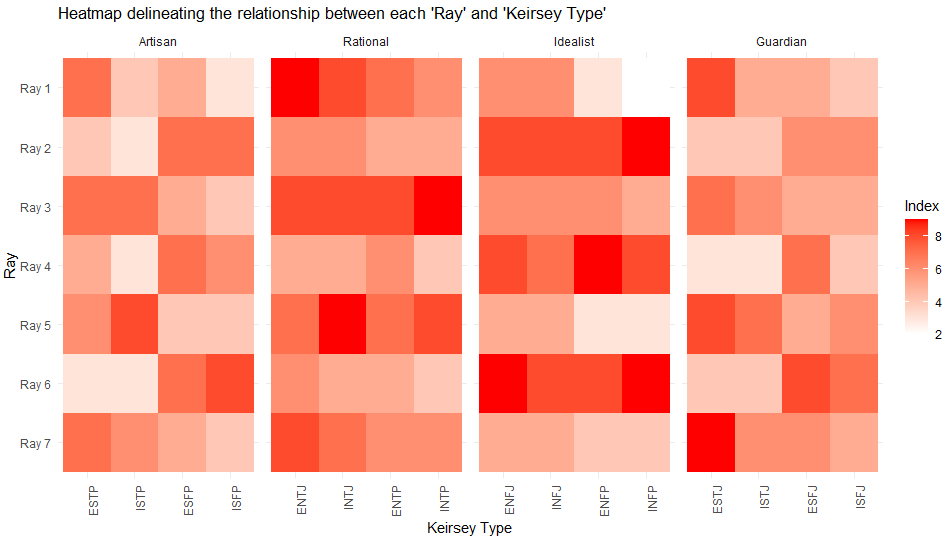 Heatmap delineating the relationship between each 'Ray' and 'Keirsey Type'
Artisan
Rational
Idealist
Guardian
Ray
Ray 1
Ray 2
Ray 3
Ray 4
Ray 5
Ray 6
Ray 7
Index
8
6
4
2
ESTP
ISTP
ESFP
ISFP
ENTJ
INTJ
ENTP
INTP
ENFJ
INFJ
ENFP
INFP
ESTJ
ISTJ
ESFJ
ISFJ
Keirsey Type